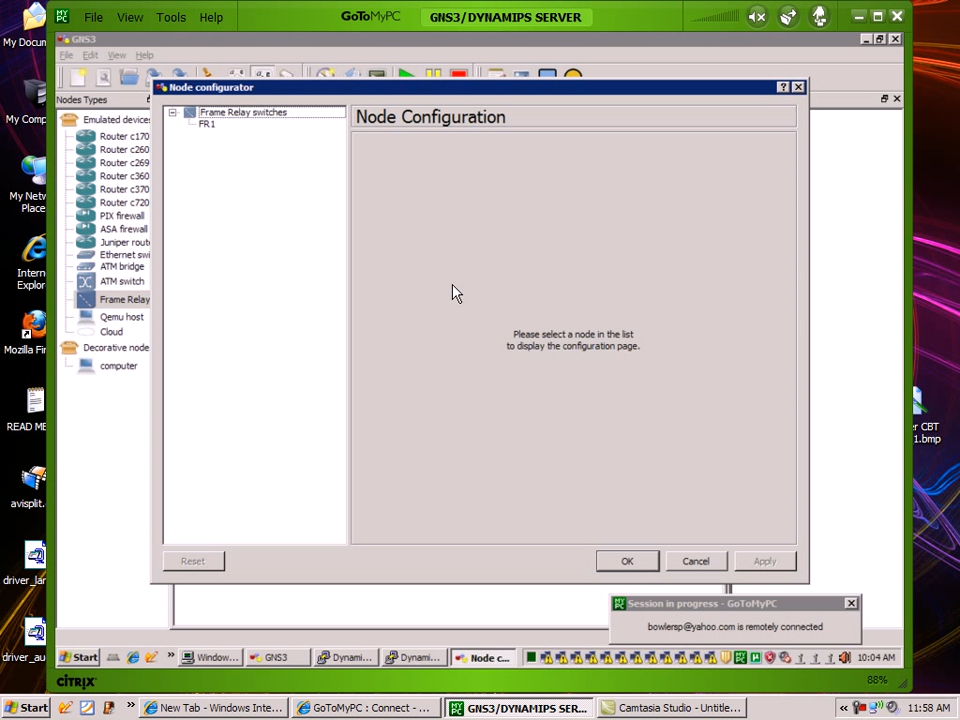 File View Tools Help
GoToMyPC
GNS3/DYNAMIPS SERVER
GNS3
File Edit View Help
Node configurator
Nodes Types
Emulated devices
Router c170
Router c260
Router c269
Router c360
Router c370
Router c720
PIX firewall
ASA firewall
Juniper route
Ethernet swi
ATM bridge
ATM switch
Frame Relay
Qemu host
Cloud
Decorative node
computer
Frame Relay switches
FR1
Node Configuration
Please select a node in the list
to display the configuration page.
Reset
OK
Cancel
Apply
Session in progress - GoToMyPC
bowlersp@yahoo.com is remotely connected
My Docum
My Comp
My Netw
Place
Intern
Explor
Mozilla Fir
READ ME
avisplit.
driver_lan
driver_au
er CBT
1.bmp
Start
Window...
GNS3
Dynami...
Dynami...
Node c...
10:04 AM
CITRIX
88%
Start
New Tab - Windows Inte...
GoToMyPC : Connect - ...
GNS3/DYNAMIPS SER...
Camtasia Studio - Untitle...
11:58 AM